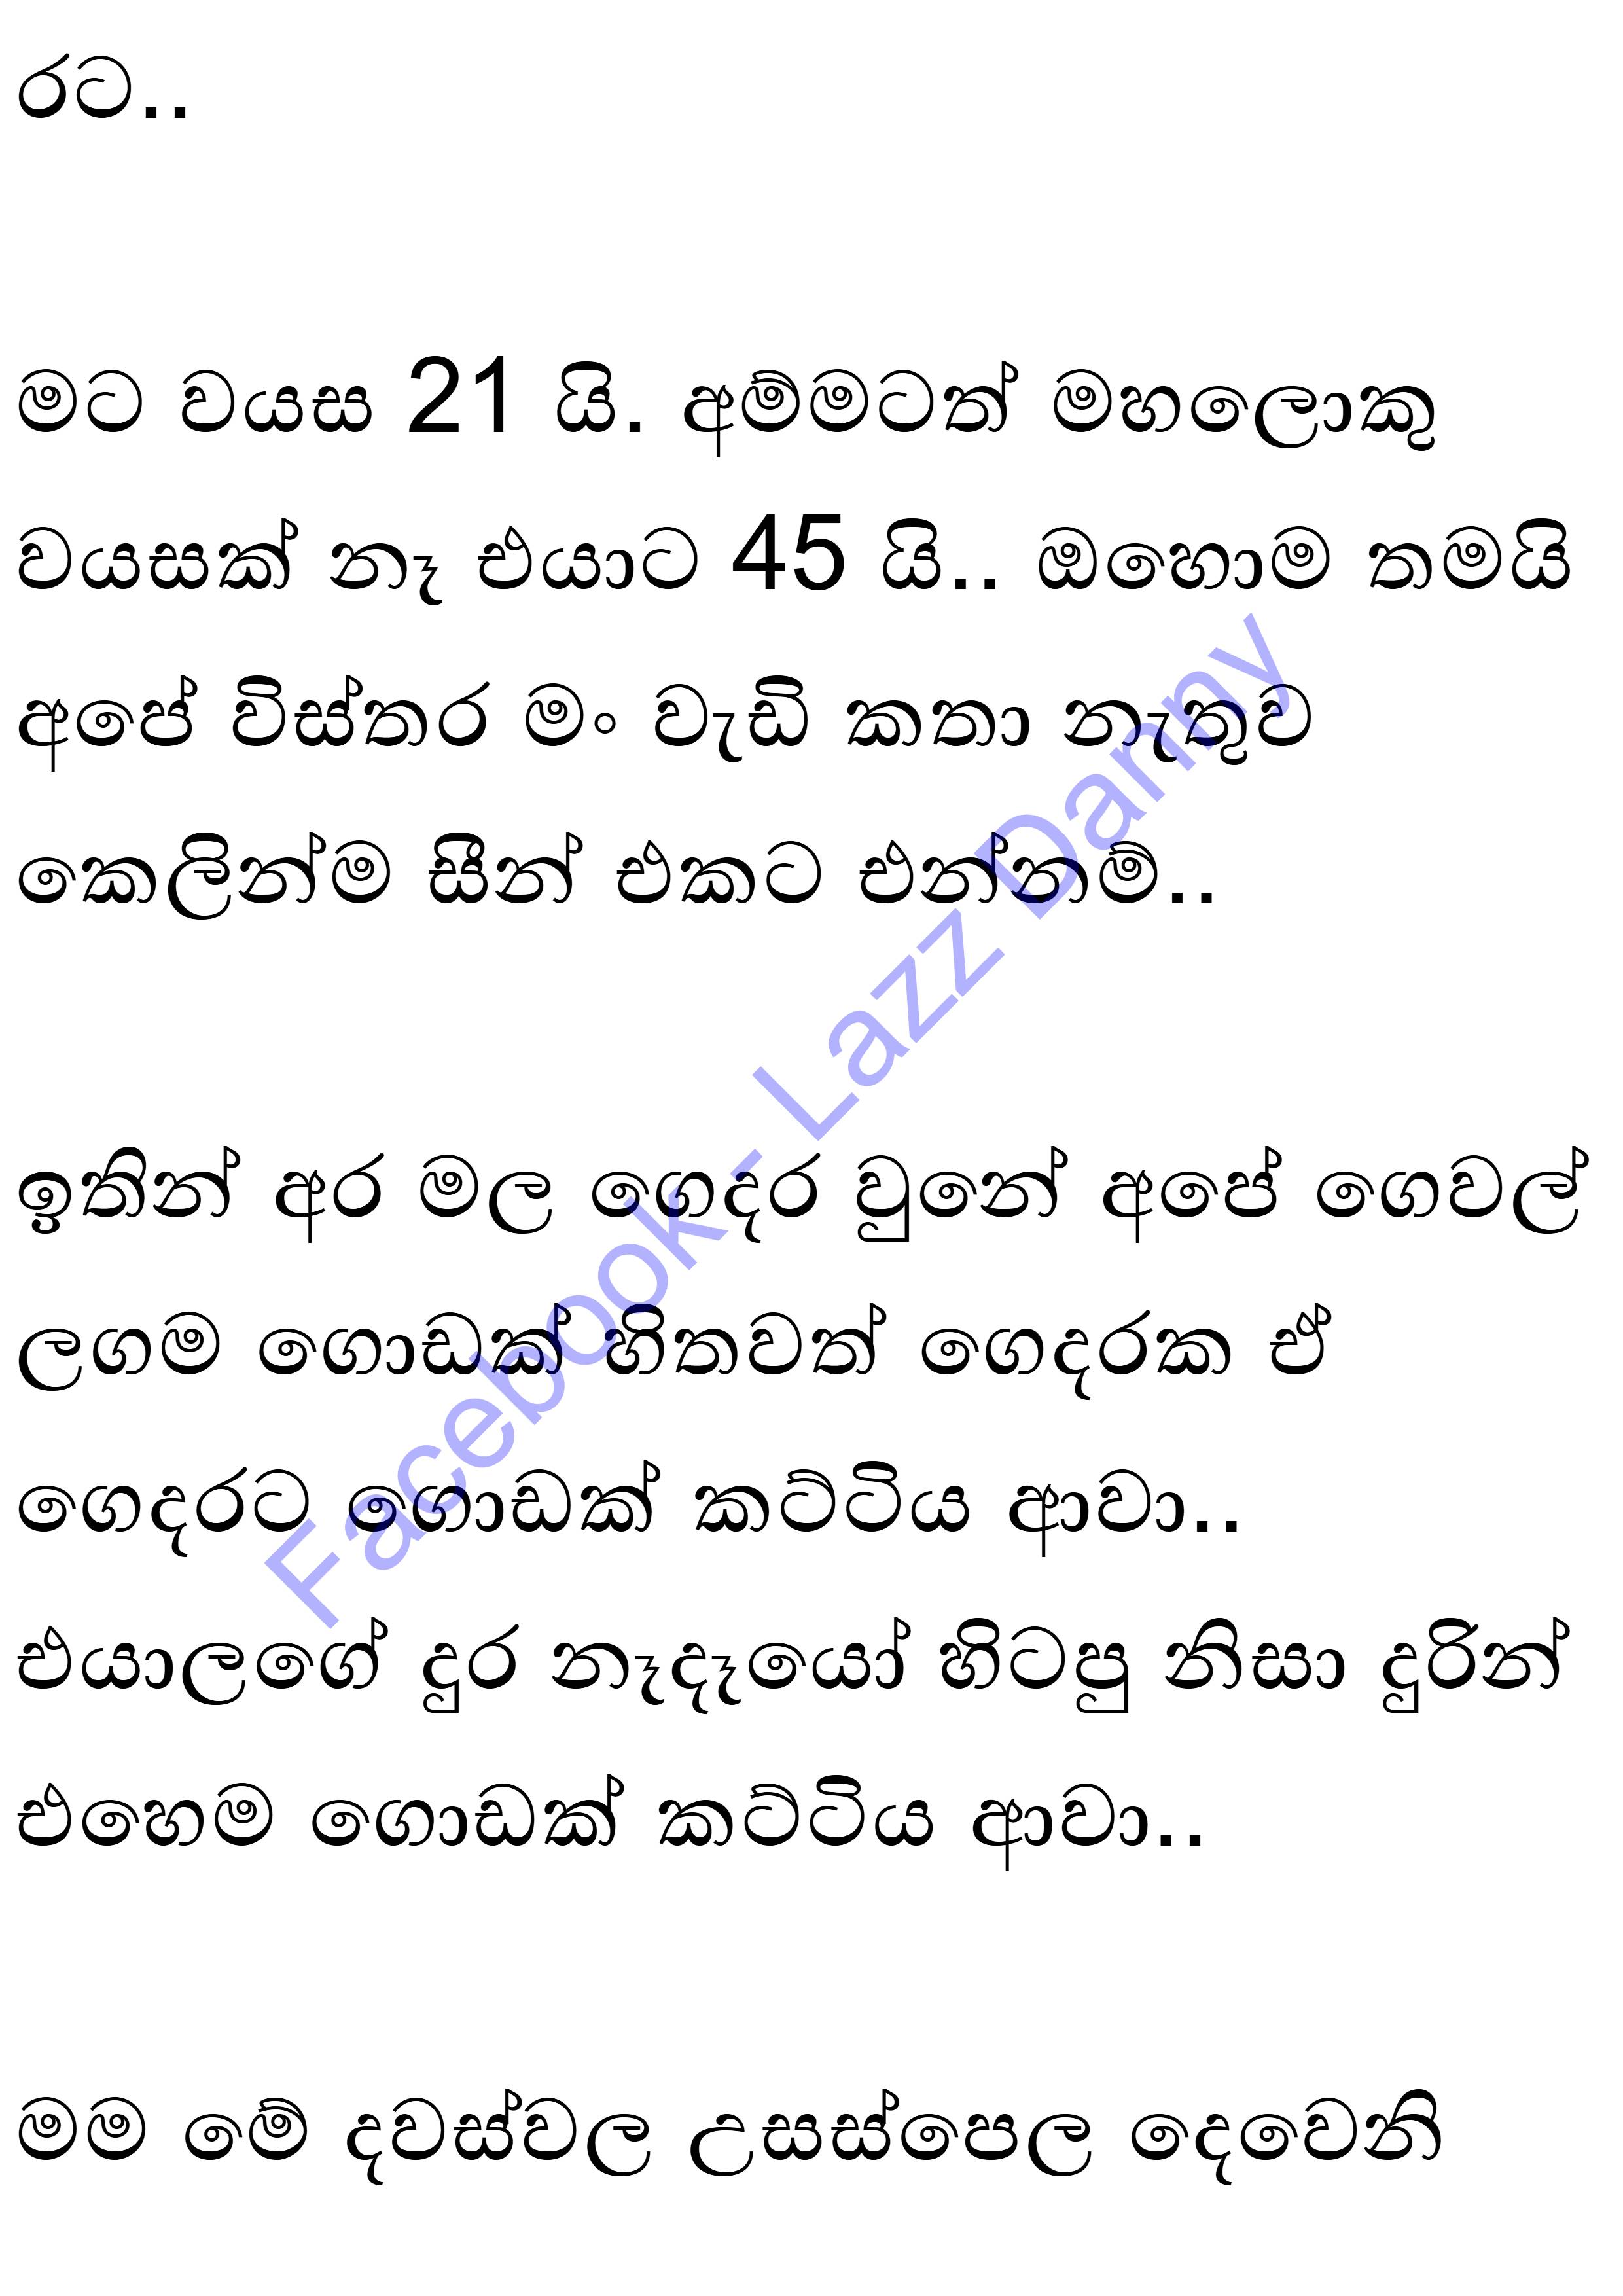 රට..
මට වයස 21 යි. අම්මටත් මහලොකු
වයසක් නෑ එයාට 45 යි.. ඔහොම තමයි
අපේ විස්තර මං වැඩි කතා නැතුව
කෙලින්ම සීන් එකට එන්නම්..
ඉතින් අර මල ගෙදර වුනේ අපේ ගෙවල්
ලගම ගොඩක් හිතවත් ගෙදරක ඒ
ගෙදරට ගොඩක් කට්ටිය ආවා..
එයාලගේ දුර නෑදෑයෝ හිටපු නිසා දුරින්
එහෙම ගොඩක් කට්ටිය ආවා..
මම මේ දවස්වල උසස්පෙල දෙවෙනි
Facebook - Lazz Danny